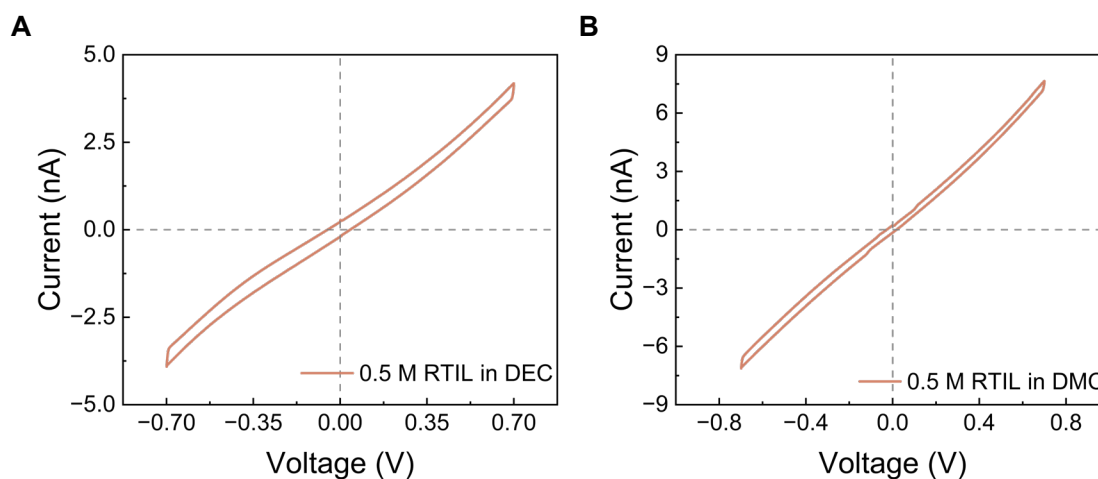 A
5.0
2.5
0.0
−2.5
−5.0
Current (nA)
−0.70
−0.35
0.00
0.35
0.70
Voltage (V)
0.5 M RTIL in DEC
B
9
6
3
0
−3
−6
−9
Current (nA)
−0.8
−0.4
0.0
0.4
0.8
Voltage (V)
0.5 M RTIL in DMC